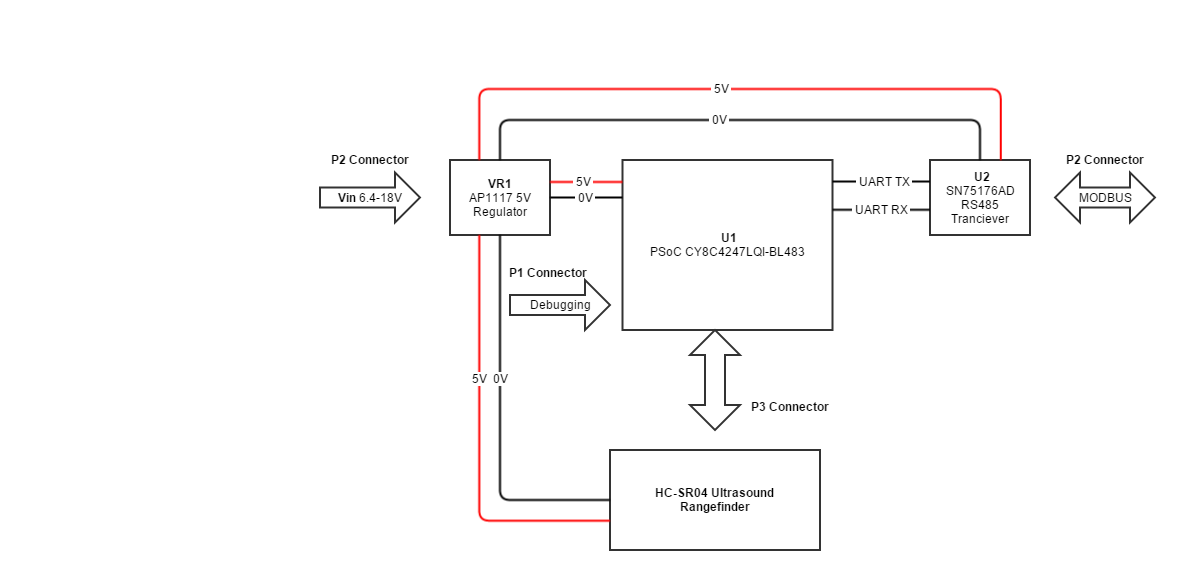 5V
0V
P2 Connector
Vin 6.4-18V
VR1
AP1117 5V
Regulator
5V
0V
U1
PSoC CY8C4247LQI-BL483
UART TX
UART RX
U2
SN75176AD
RS485
Tranciever
P2 Connector
MODBUS
P1 Connector
Debugging
5V 0V
P3 Connector
HC-SR04 Ultrasound
Rangefinder